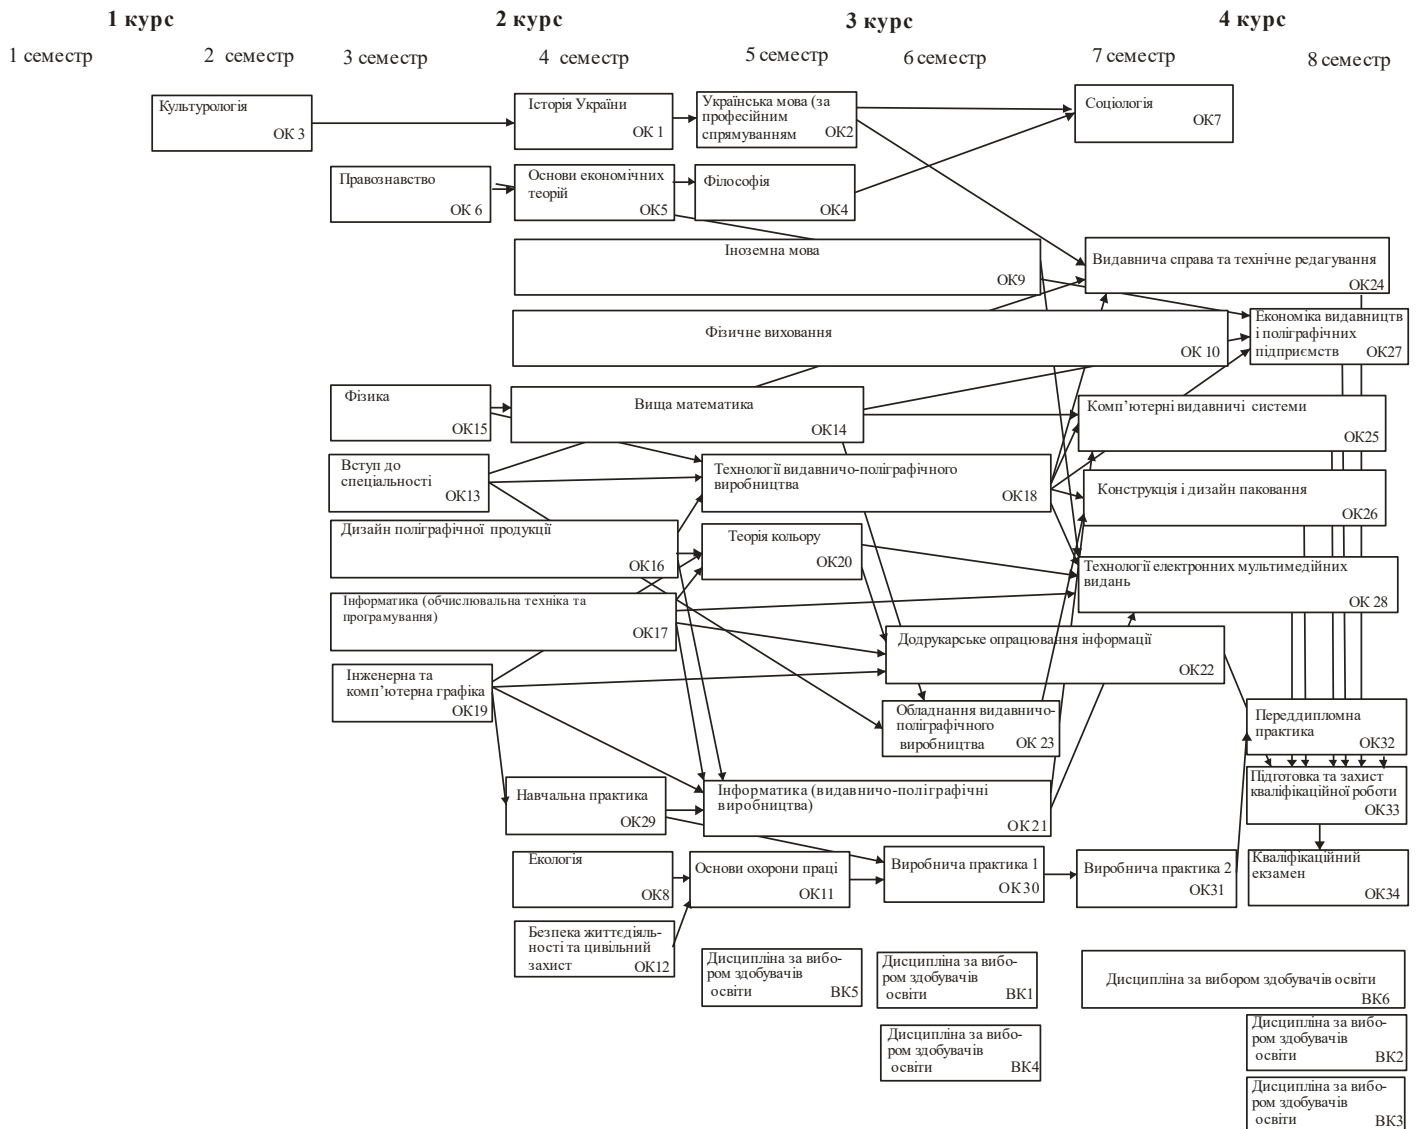 1 курс
2 курс
3 курс
4 курс
1 семестр
2 семестр
3 семестр
4 семестр
5 семестр
6 семестр
7 семестр
8 семестр
Культурологія
ОК 3
Історія України
ОК 1
Українська мова (за
професійним
спрямуванням
ОК2
Соціологія
ОК7
Правознавство
ОК 6
Основи економічних
теорій
ОК5
Філософія
ОК4
Іноземна мова
ОК9
Видавнича справа та технічне редагування
ОК24
Фізичне виховання
ОК 10
Економіка видавництв
і поліграфічних
підприємств
ОК27
Фізика
ОК15
Вища математика
ОК14
Комп’ютерні видавничі системи
ОК25
Вступ до
спеціальності
ОК13
Технології видавничо-поліграфічного
виробництва
ОК18
Конструкція і дизайн паковання
ОК26
Дизайн поліграфічної продукції
ОК16
Теорія кольору
ОК20
Технології електронних мультимедійних
видань
ОК 28
Інформатика (обчислювальна техніка та
програмування)
ОК17
Додрукарське опрацювання інформації
ОК22
Інженерна та
комп’ютерна графіка
ОК19
Обладнання видавничо-
поліграфічного
виробництва
ОК 23
Переддипломна
практика
ОК32
Навчальна практика
ОК29
Інформатика (видавничо-поліграфічні
виробництва)
ОК21
Підготовка та захист
кваліфікаційної роботи
ОК33
Екологія
ОК8
Основи охорони праці
ОК11
Виробнича практика 1
ОК30
Виробнича практика 2
ОК31
Кваліфікаційний
екзамен
ОК34
Безпека життєдіяль-
ності та цивільний
захист
ОК12
Дисципліна за вибо-
ром здобувачів
освіти
ВК5
Дисципліна за вибо-
ром здобувачів
освіти
ВК1
Дисципліна за вибором здобувачів освіти
ВК6
Дисципліна за вибо-
ром здобувачів
освіти
ВК4
Дисципліна за вибо-
ром здобувачів
освіти
ВК2
Дисципліна за вибо-
ром здобувачів
освіти
ВК3